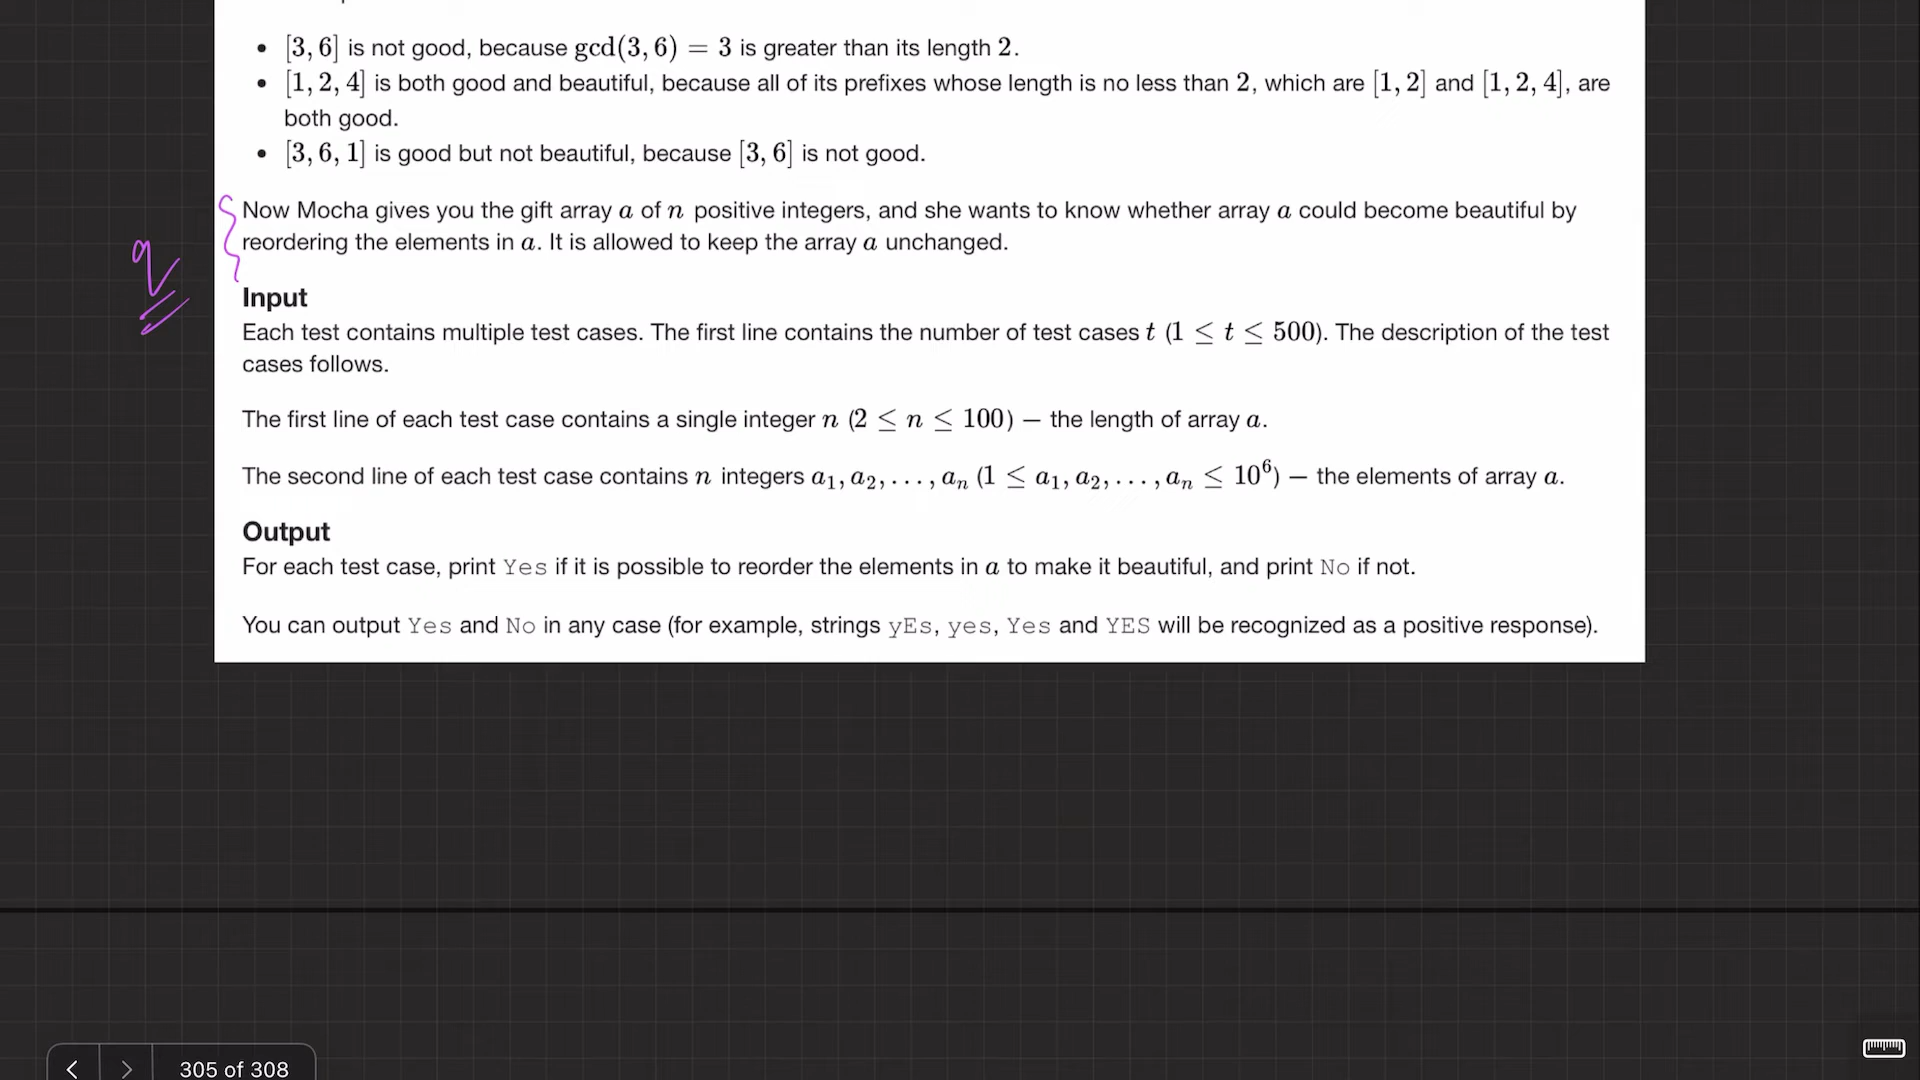 • [3, 6] is not good, because gcd(3, 6) = 3 is greater than its length 2.
• [1, 2, 4] is both good and beautiful, because all of its prefixes whose length is no less than 2, which are [1, 2] and [1, 2, 4], are
both good.
• [3, 6, 1] is good but not beautiful, because [3, 6] is not good.
Now Mocha gives you the gift array a of n positive integers, and she wants to know whether array a could become beautiful by
reordering the elements in a. It is allowed to keep the array a unchanged.
Input
Each test contains multiple test cases. The first line contains the number of test cases t (1 ≤ t ≤ 500). The description of the test
cases follows.
The first line of each test case contains a single integer n (2 ≤ n ≤ 100) — the length of array a.
The second line of each test case contains n integers a₁, a₂, . . . , aₙ (1 ≤ a₁, a₂, . . . , aₙ ≤ 10⁶) — the elements of array a.
Output
For each test case, print Yes if it is possible to reorder the elements in a to make it beautiful, and print No if not.
You can output Yes and No in any case (for example, strings yEs, yes, Yes and YES will be recognized as a positive response).
305 of 308